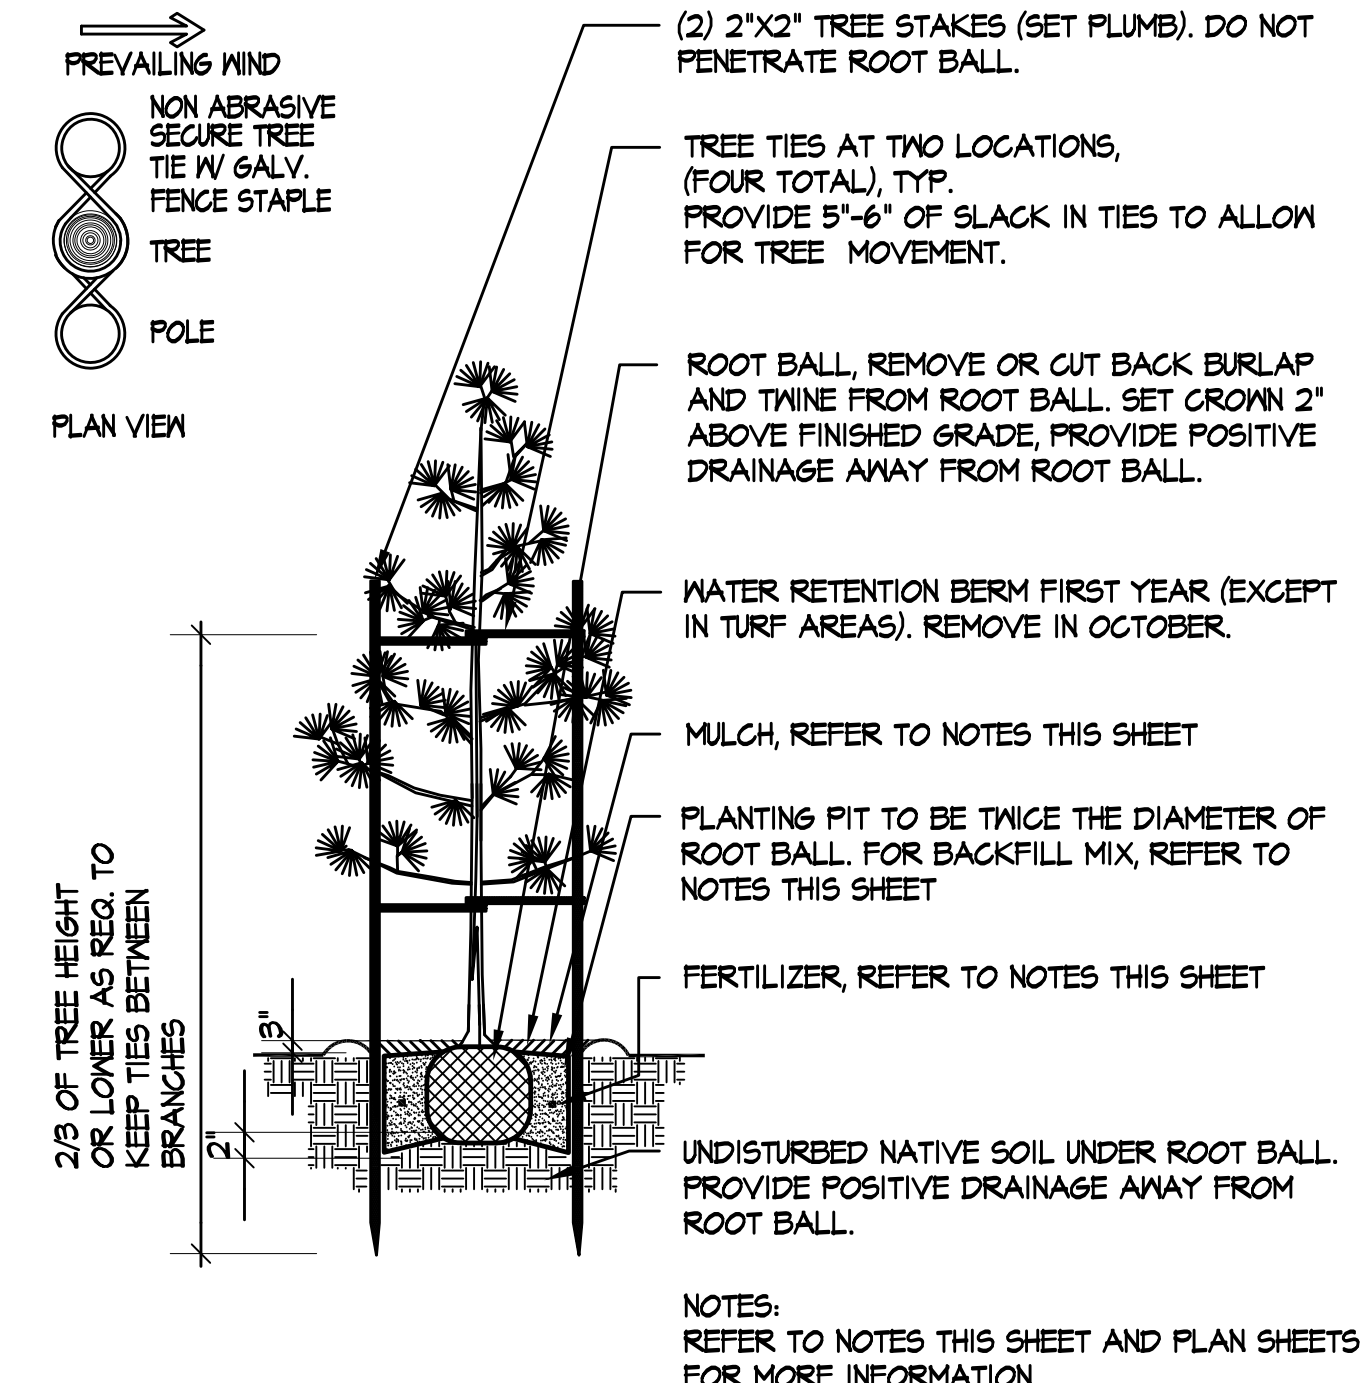 PREVAILING WIND
NON ABRASIVE
SECURE TREE
TIE W/ GALV.
FENCE STAPLE
TREE
POLE
PLAN VIEW
(2) 2"X2" TREE STAKES (SET PLUMB). DO NOT
PENETRATE ROOT BALL.
TREE TIES AT TWO LOCATIONS,
(FOUR TOTAL), TYP.
PROVIDE 5"-6" OF SLACK IN TIES TO ALLOW
FOR TREE MOVEMENT.
ROOT BALL, REMOVE OR CUT BACK BURLAP
AND TWINE FROM ROOT BALL. SET CROWN 2"
ABOVE FINISHED GRADE, PROVIDE POSITIVE
DRAINAGE AWAY FROM ROOT BALL.
WATER RETENTION BERM FIRST YEAR (EXCEPT
IN TURF AREAS). REMOVE IN OCTOBER.
MULCH, REFER TO NOTES THIS SHEET
PLANTING PIT TO BE TWICE THE DIAMETER OF
ROOT BALL. FOR BACKFILL MIX, REFER TO
NOTES THIS SHEET
FERTILIZER, REFER TO NOTES THIS SHEET
UNDISTURBED NATIVE SOIL UNDER ROOT BALL.
PROVIDE POSITIVE DRAINAGE AWAY FROM
ROOT BALL.
NOTES:
REFER TO NOTES THIS SHEET AND PLAN SHEETS
FOR MORE INFORMATION
2/3 OF TREE HEIGHT
OR LOWER AS REQ. TO
KEEP TIES BETWEEN
BRANCHES
3"
2"